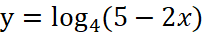 y = log₄(5 − 2x)